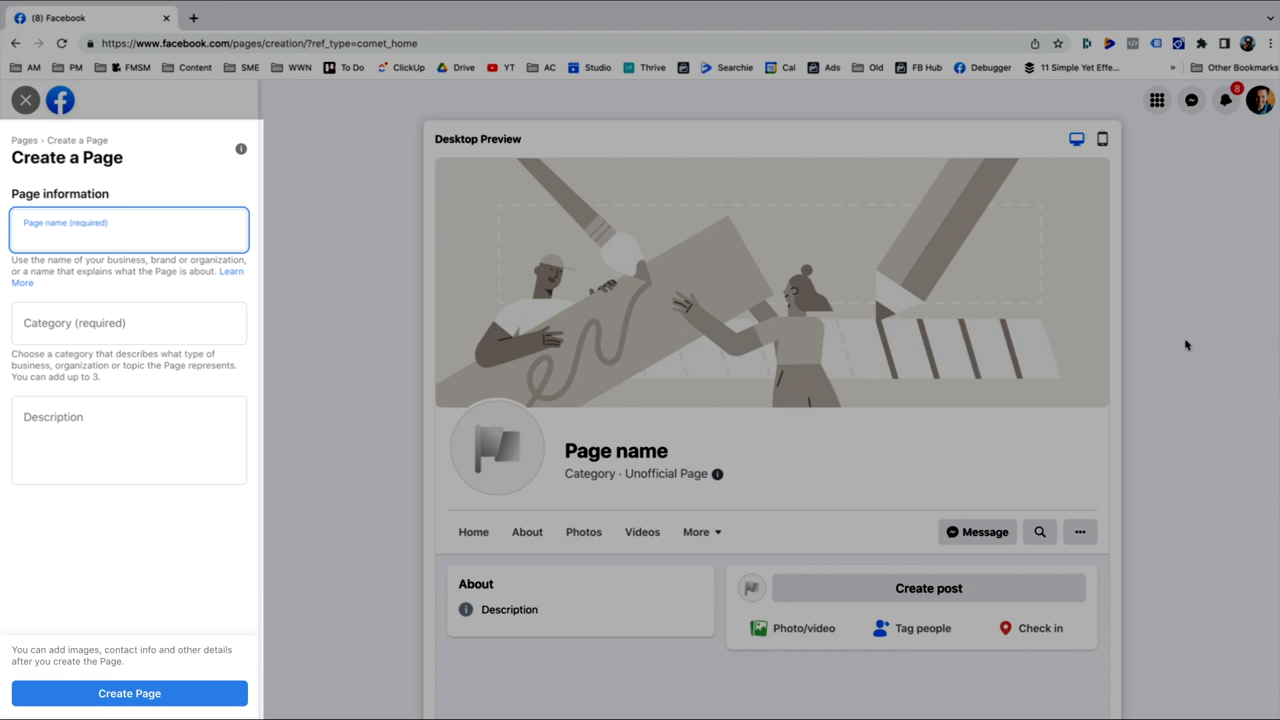 (8) Facebook
https://www.facebook.com/pages/creation/?ref_type=comet_home
AM PM FMSM Content SME WWN To Do ClickUp Drive YT AC Studio Thrive Searchie Cal Ads Old FB Hub Debugger 11 Simple Yet Effe... » Other Bookmarks
8
Pages › Create a Page
Create a Page
Page information
Page name (required)
Use the name of your business, brand or organization,
or a name that explains what the Page is about. Learn
More
Category (required)
Choose a category that describes what type of
business, organization or topic the Page represents.
You can add up to 3.
Description
You can add images, contact info and other details
after you create the Page.
Create Page
Desktop Preview
Page name
Category · Unofficial Page
Home About Photos Videos More
Message
About
Description
Create post
Photo/video Tag people Check in